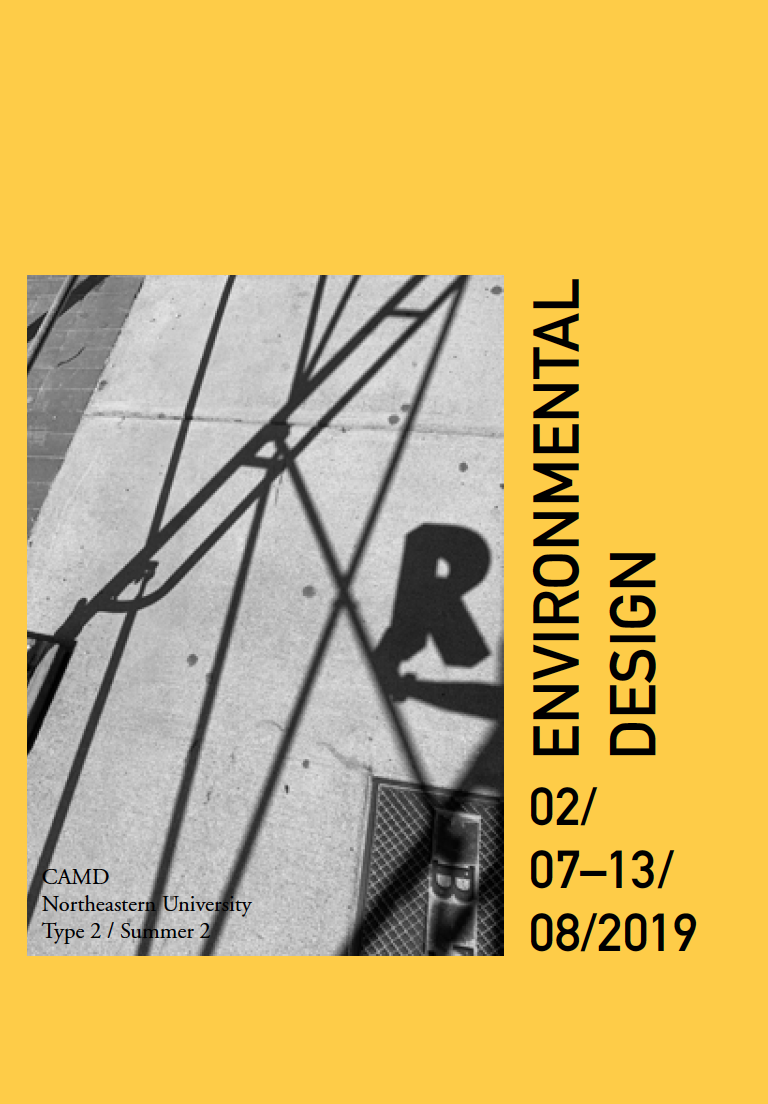 ENVIRONMENTAL
DESIGN
02/
07–13/
08/2019
R
B
CAMD
Northeastern University
Type 2 / Summer 2